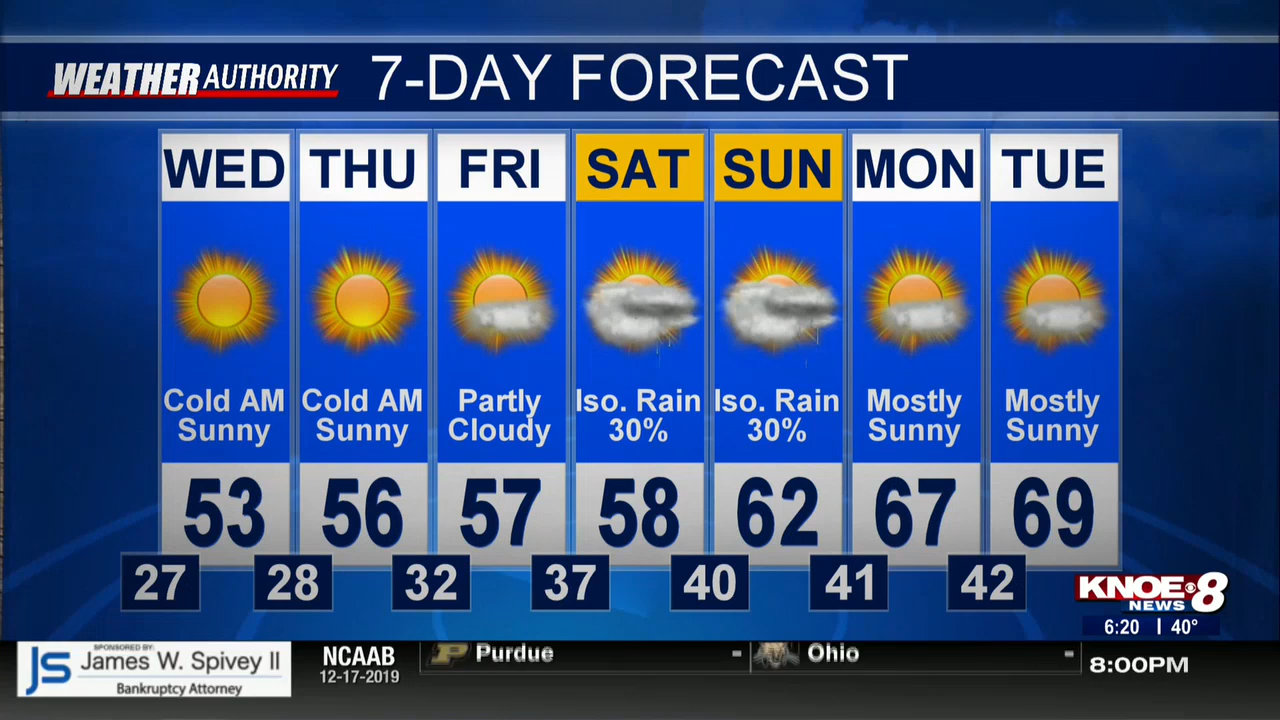 WEATHER AUTHORITY 7-DAY FORECAST
WED THU FRI SAT SUN MON TUE
Cold AM Sunny
Cold AM Sunny
Partly Cloudy
Iso. Rain 30%
Iso. Rain 30%
Mostly Sunny
Mostly Sunny
53 56 57 58 62 67 69
27 28 32 37 40 41 42
KNOE 8
NEWS
6:20 | 40°
SPONSORED BY:
JS James W. Spivey II
Bankruptcy Attorney
NCAAB
12-17-2019
P Purdue -
Ohio -
8:00PM